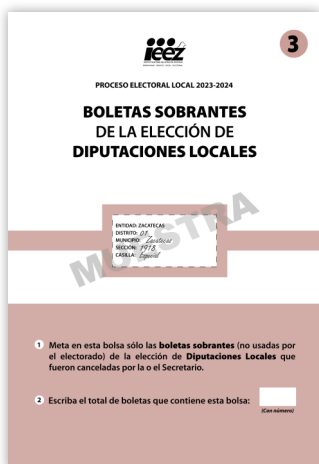 ieez
3
PROCESO ELECTORAL LOCAL 2023-2024
BOLETAS SOBRANTES
DE LA ELECCIÓN DE
DIPUTACIONES LOCALES
ENTIDAD: ZACATECAS
DISTRITO: 01
MUNICIPIO: Zacatecas
SECCIÓN: 1918
CASILLA: Especial
MUESTRA
1 Meta en esta bolsa sólo las boletas sobrantes (no usadas por
el electorado) de la elección de Diputaciones Locales que
fueron canceladas por la o el Secretario.
2 Escriba el total de boletas que contiene esta bolsa:
(Con número)